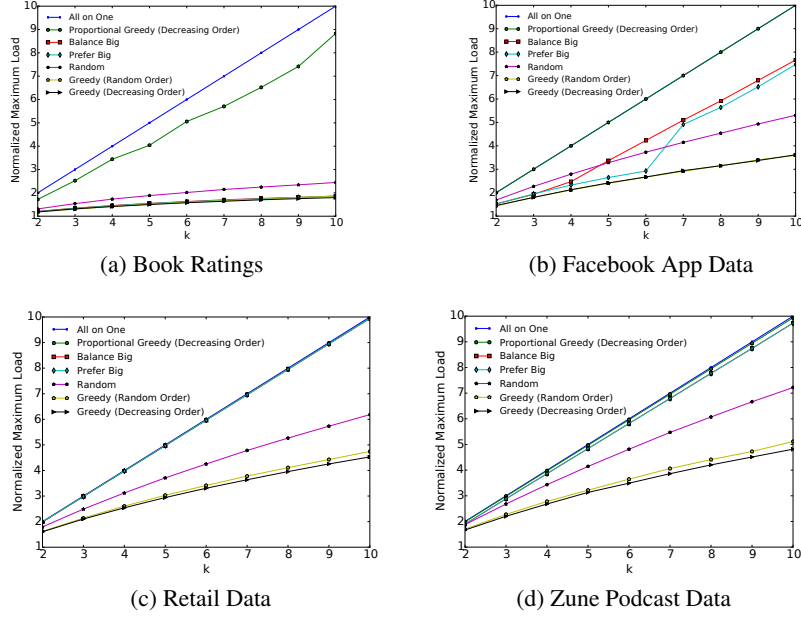 10
9
8
7
6
5
4
3
2
1
Normalized Maximum Load
All on One
Proportional Greedy (Decreasing Order)
Balance Big
Prefer Big
Random
Greedy (Random Order)
Greedy (Decreasing Order)
2 3 4 5 6 7 8 9 10
k
(a) Book Ratings
10
9
8
7
6
5
4
3
2
1
Normalized Maximum Load
All on One
Proportional Greedy (Decreasing Order)
Balance Big
Prefer Big
Random
Greedy (Random Order)
Greedy (Decreasing Order)
2 3 4 5 6 7 8 9 10
k
(b) Facebook App Data
10
9
8
7
6
5
4
3
2
1
Normalized Maximum Load
All on One
Proportional Greedy (Decreasing Order)
Balance Big
Prefer Big
Random
Greedy (Random Order)
Greedy (Decreasing Order)
2 3 4 5 6 7 8 9 10
k
(c) Retail Data
10
9
8
7
6
5
4
3
2
1
Normalized Maximum Load
All on One
Proportional Greedy (Decreasing Order)
Balance Big
Prefer Big
Random
Greedy (Random Order)
Greedy (Decreasing Order)
2 3 4 5 6 7 8 9 10
k
(d) Zune Podcast Data